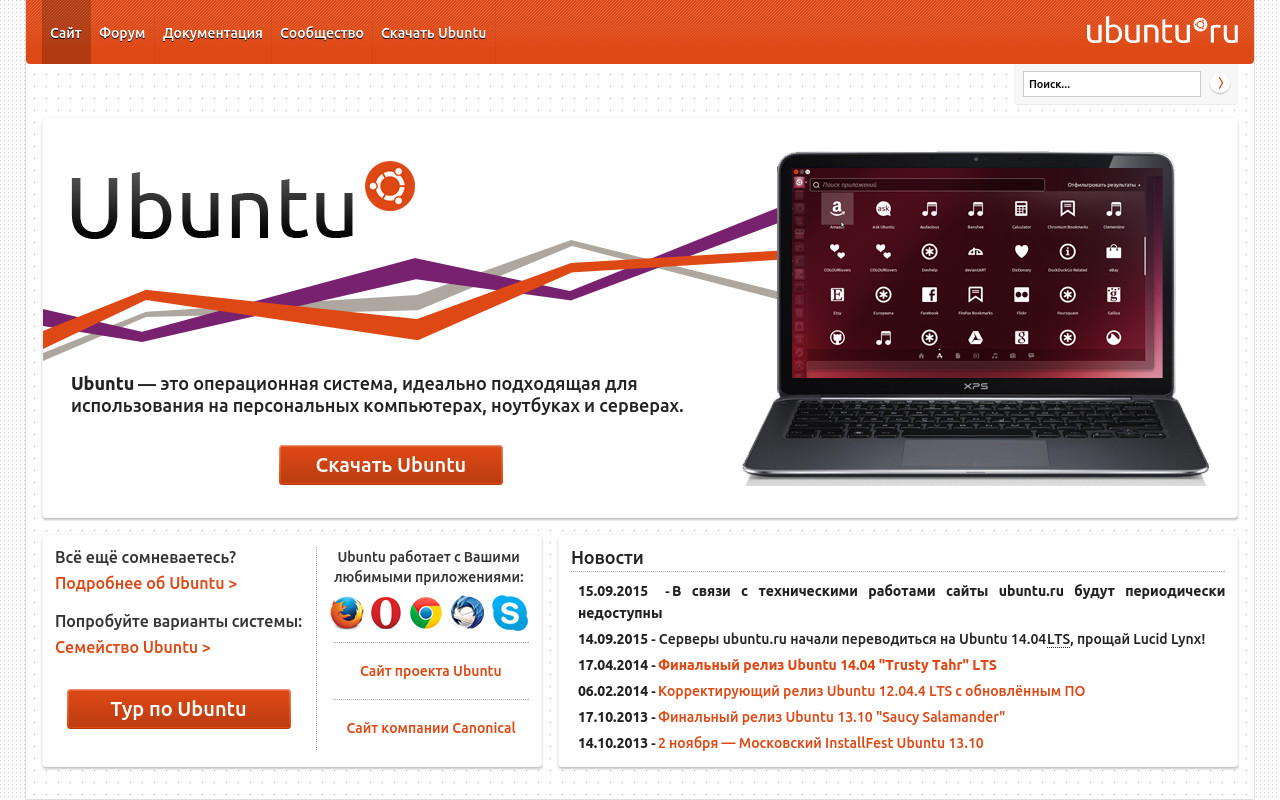 Сайт Форум Документация Сообщество Скачать Ubuntu
ubuntu ru
Поиск...
Ubuntu
Поиск приложений
Отфильтровать результаты
Amazon Ask Ubuntu Audacious Banshee Calculator Chromium Bookmarks Clementine
COLOURlovers COLOURlovers Devhelp deviantART Dictionary DuckDuckGo Related eBay
Etsy Europeana Facebook FireFox Bookmarks Flickr Foursquare Gallica
XPS
Ubuntu — это операционная система, идеально подходящая для
использования на персональных компьютерах, ноутбуках и серверах.
Скачать Ubuntu
Всё ещё сомневаетесь?
Подробнее об Ubuntu >
Попробуйте варианты системы:
Семейство Ubuntu >
Тур по Ubuntu
Ubuntu работает с Вашими
любимыми приложениями:
Сайт проекта Ubuntu
Сайт компании Canonical
Новости
15.09.2015 - В связи с техническими работами сайты ubuntu.ru будут периодически
недоступны
14.09.2015 - Серверы ubuntu.ru начали переводиться на Ubuntu 14.04LTS, прощай Lucid Lynx!
17.04.2014 - Финальный релиз Ubuntu 14.04 "Trusty Tahr" LTS
06.02.2014 - Корректирующий релиз Ubuntu 12.04.4 LTS с обновлённым ПО
17.10.2013 - Финальный релиз Ubuntu 13.10 "Saucy Salamander"
14.10.2013 - 2 ноября — Московский InstallFest Ubuntu 13.10